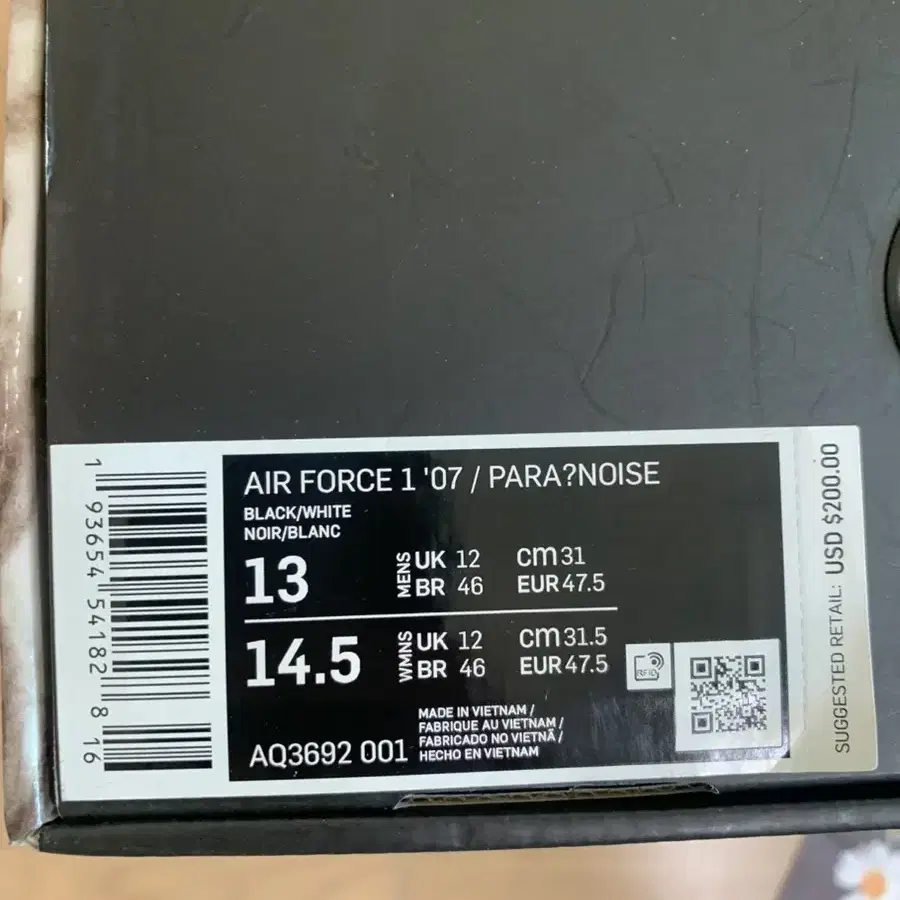 AIR FORCE 1 '07 / PARA?NOISE
BLACK/WHITE
NOIR/BLANC
13
MENS
UK 12
BR 46
cm 31
EUR 47.5
14.5
WMNS
UK 12
BR 46
cm 31.5
EUR 47.5
RFID
AQ3692 001
MADE IN VIETNAM /
FABRIQUE AU VIETNAM /
FABRICADO NO VIETNÃ /
HECHO EN VIETNAM
1 93654 54182 8 16
SUGGESTED RETAIL: USD $200.00